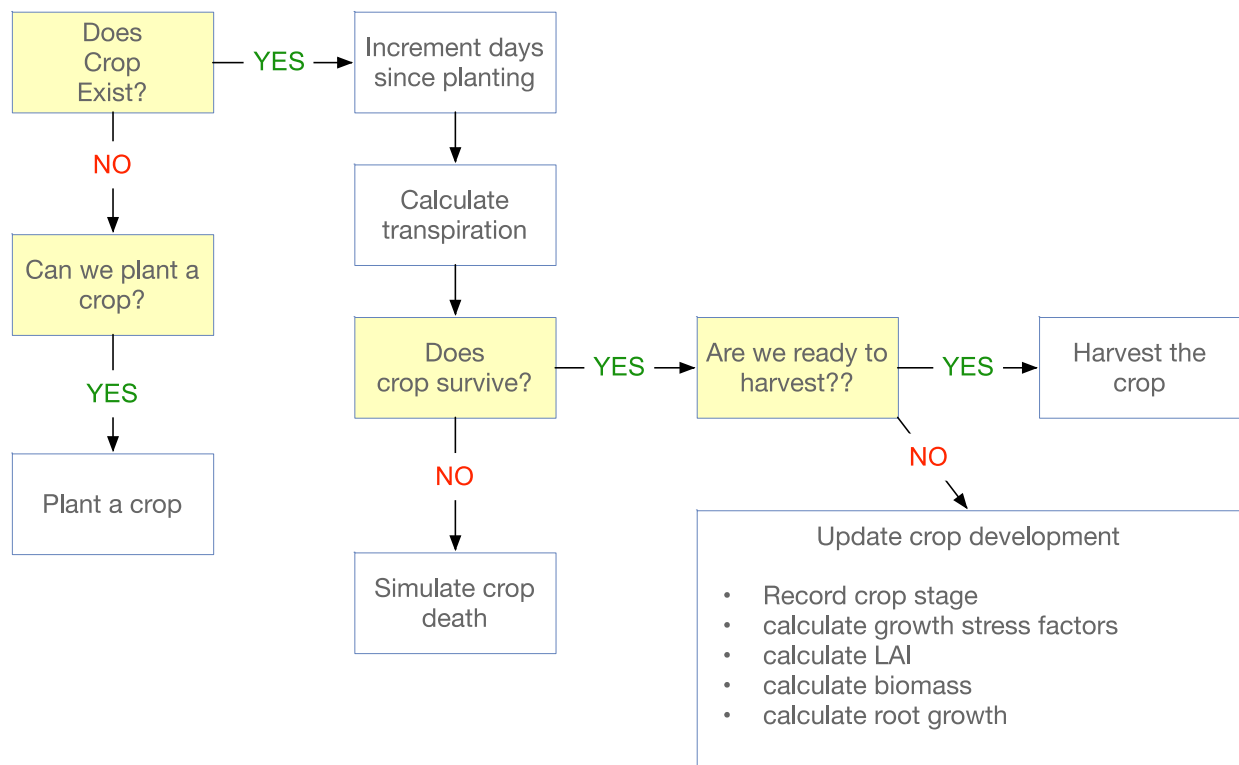 Does
Crop
Exist?
YES
Increment days
since planting
NO
Calculate
transpiration
Can we plant a
crop?
YES
Plant a crop
Does
crop survive?
YES
Are we ready to
harvest??
YES
Harvest the
crop
NO
Simulate crop
death
NO
Update crop development
• Record crop stage
• calculate growth stress factors
• calculate LAI
• calculate biomass
• calculate root growth